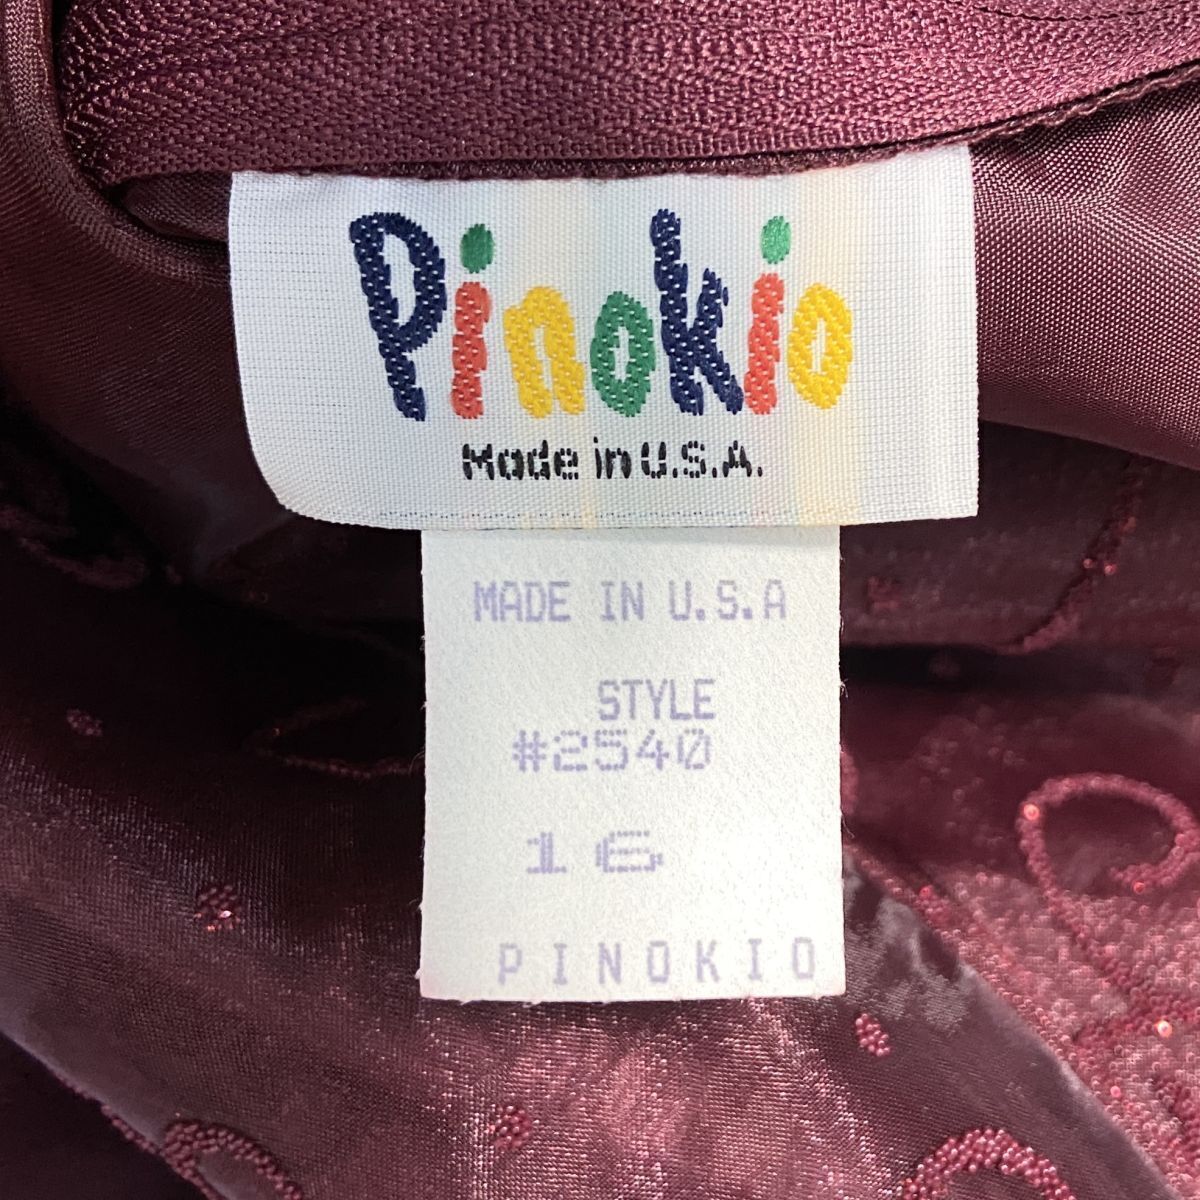 Pinokio
Made in U.S.A.
MADE IN U.S.A
STYLE
#2540
16
PINOKIO